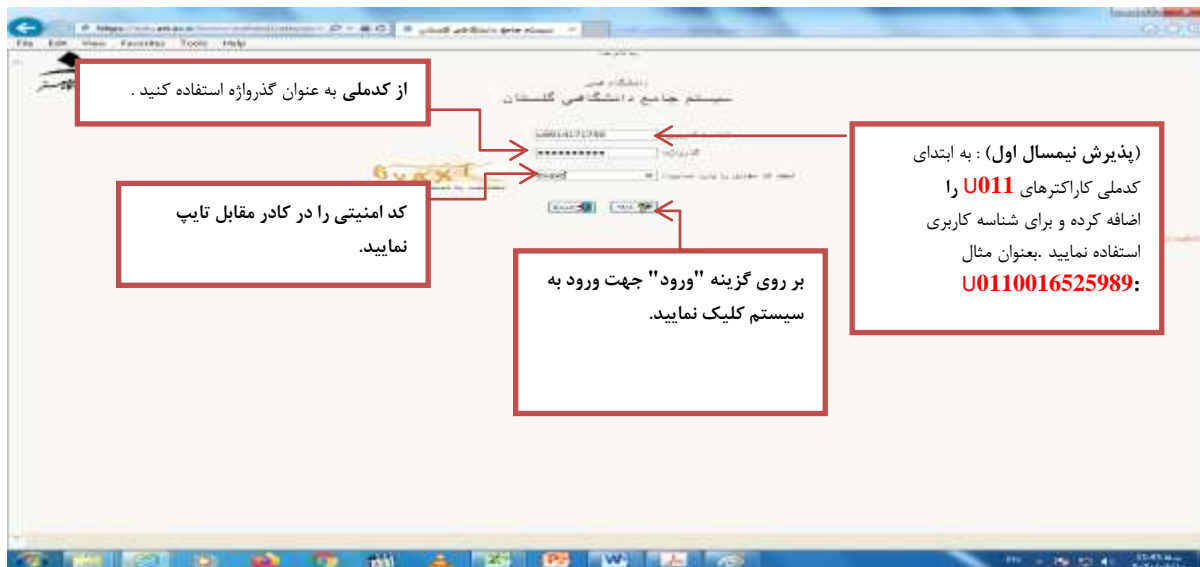 File Edit View Favorites Tools Help
سیستم جامع دانشگاهی گلستان
از کدملی به عنوان گذرواژه استفاده کنید .
کد امنیتی را در کادر مقابل تایپ
نمایید.
(پذیرش نیمسال اول) : به ابتدای
کدملی کاراکترهای U011 را
اضافه کرده و برای شناسه کاربری
استفاده نمایید .بعنوان مثال
:U0110016525989
بر روی گزینه "ورود" جهت ورود به
سیستم کلیک نمایید.